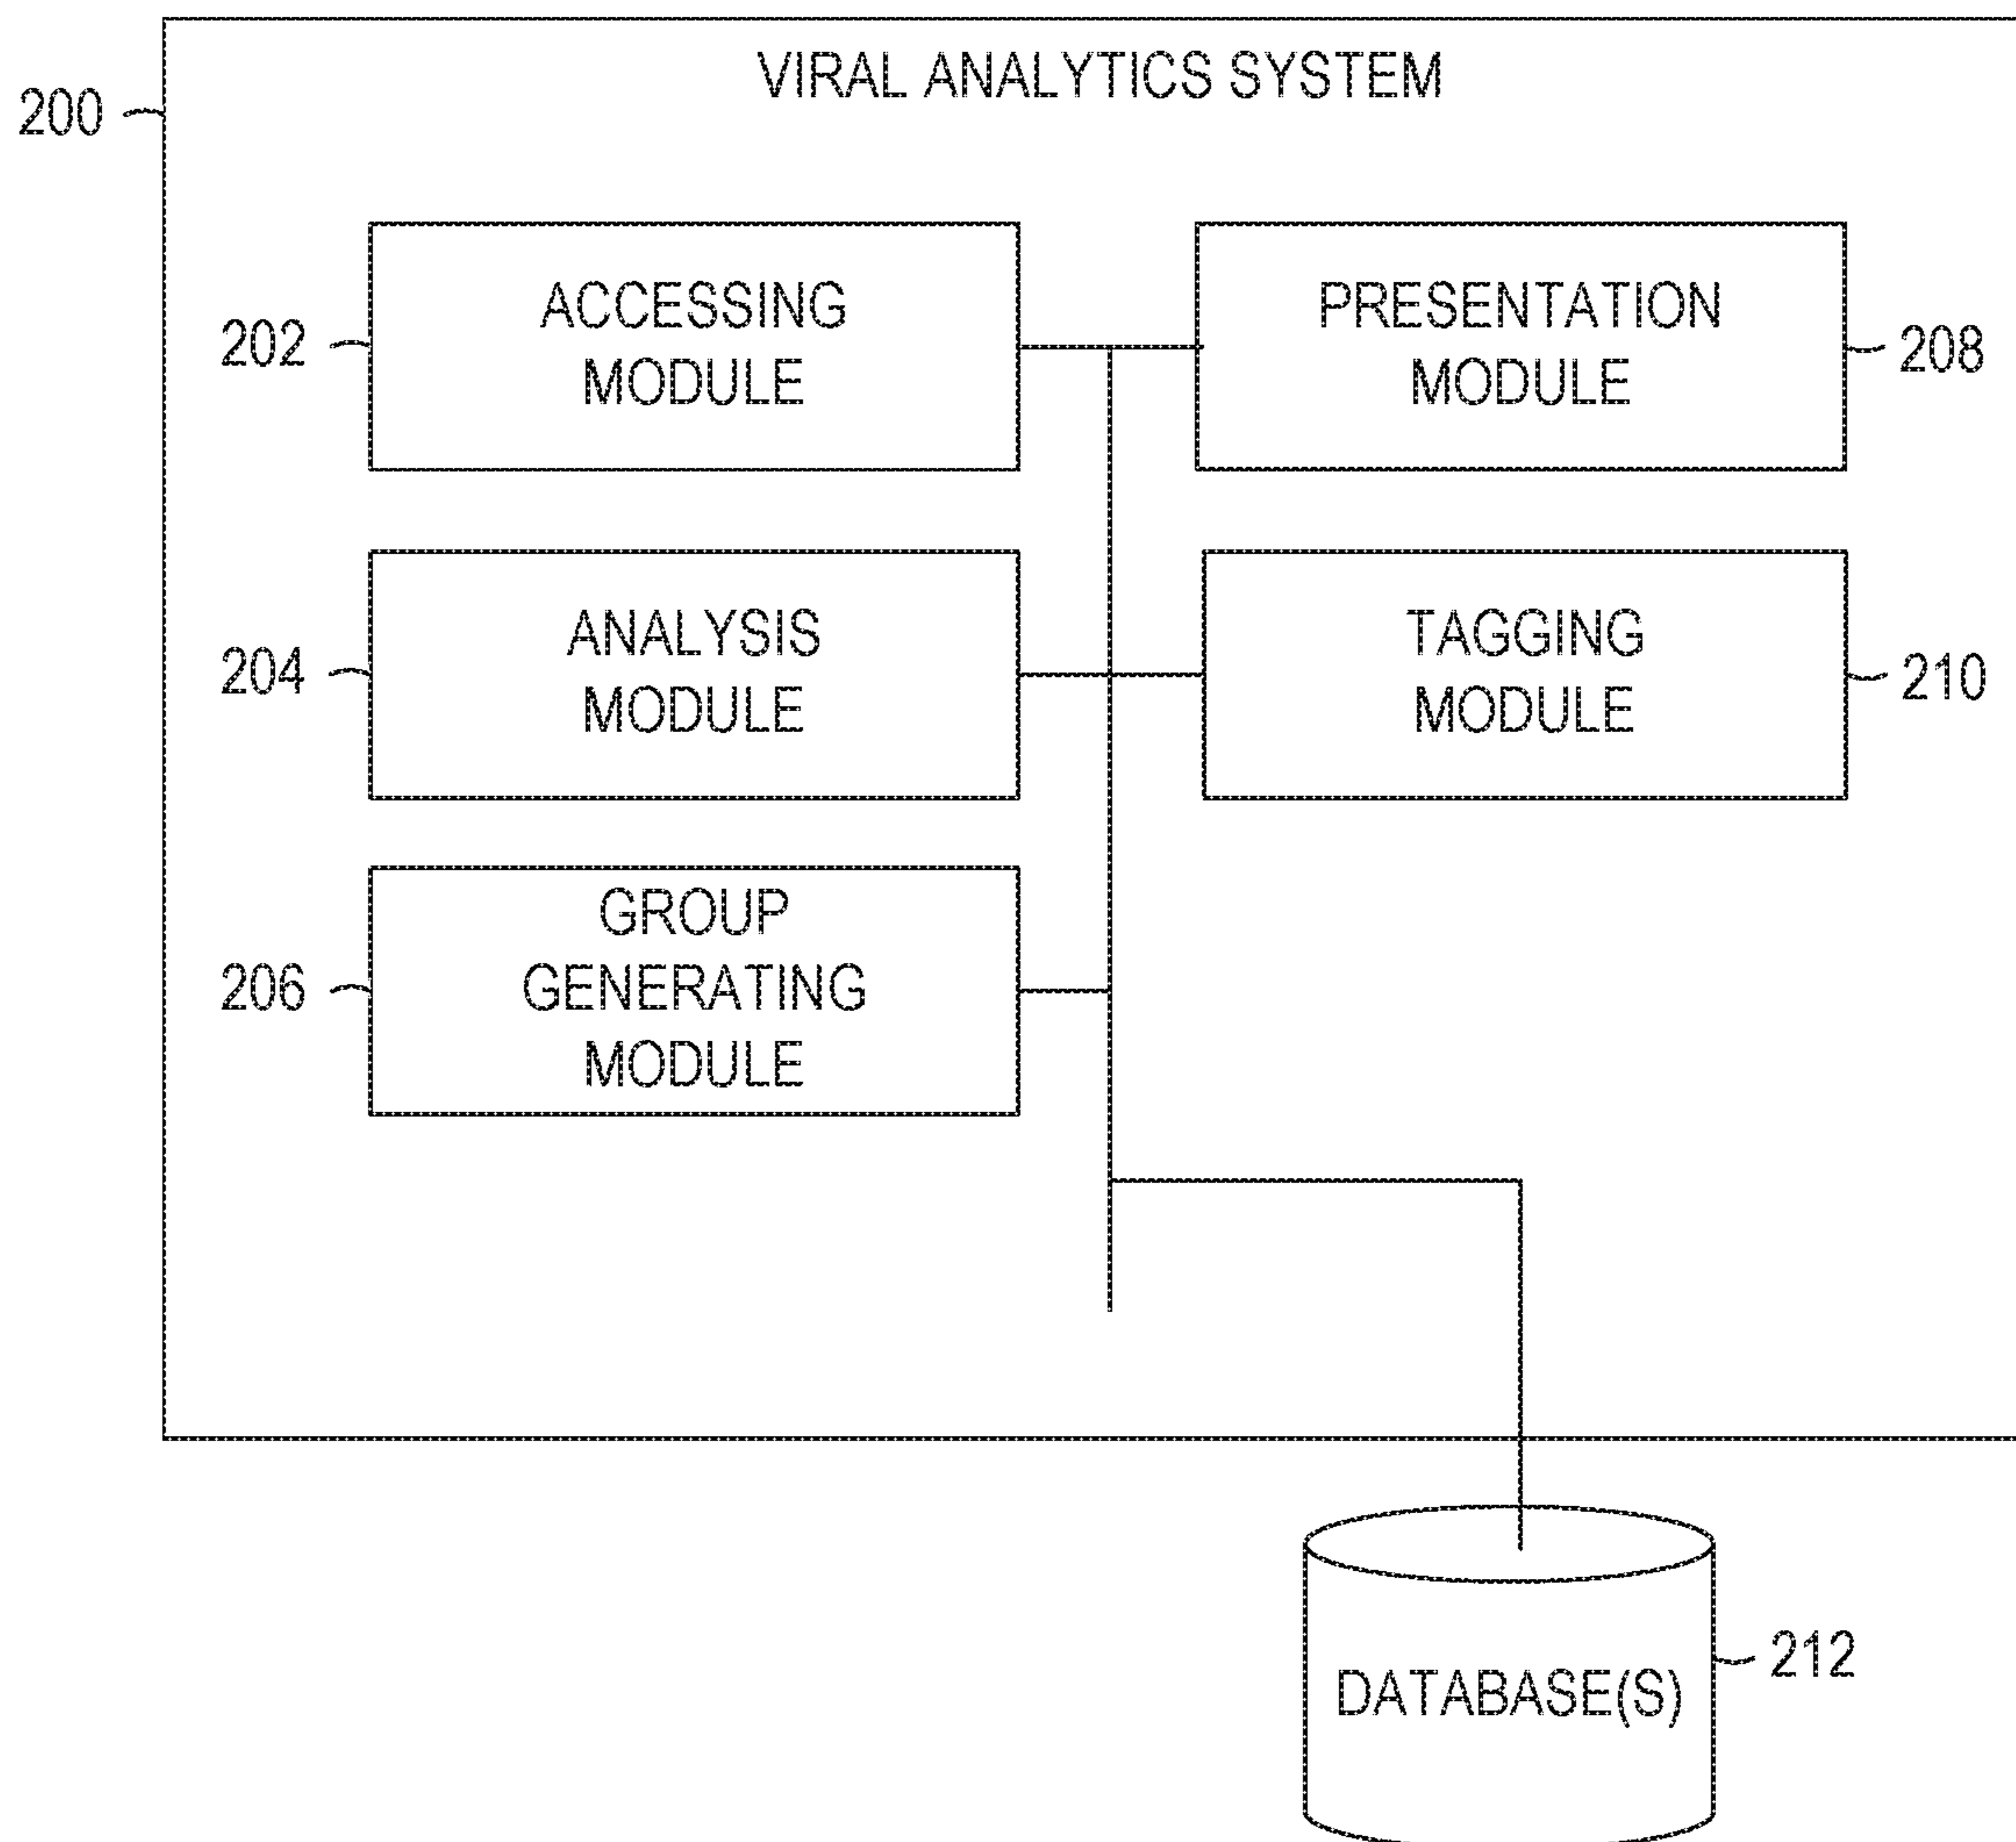 VIRAL ANALYTICS SYSTEM
200
ACCESSING
MODULE
202
PRESENTATION
MODULE
208
ANALYSIS
MODULE
204
TAGGING
MODULE
210
GROUP
GENERATING
MODULE
206
DATABASE(S)
212